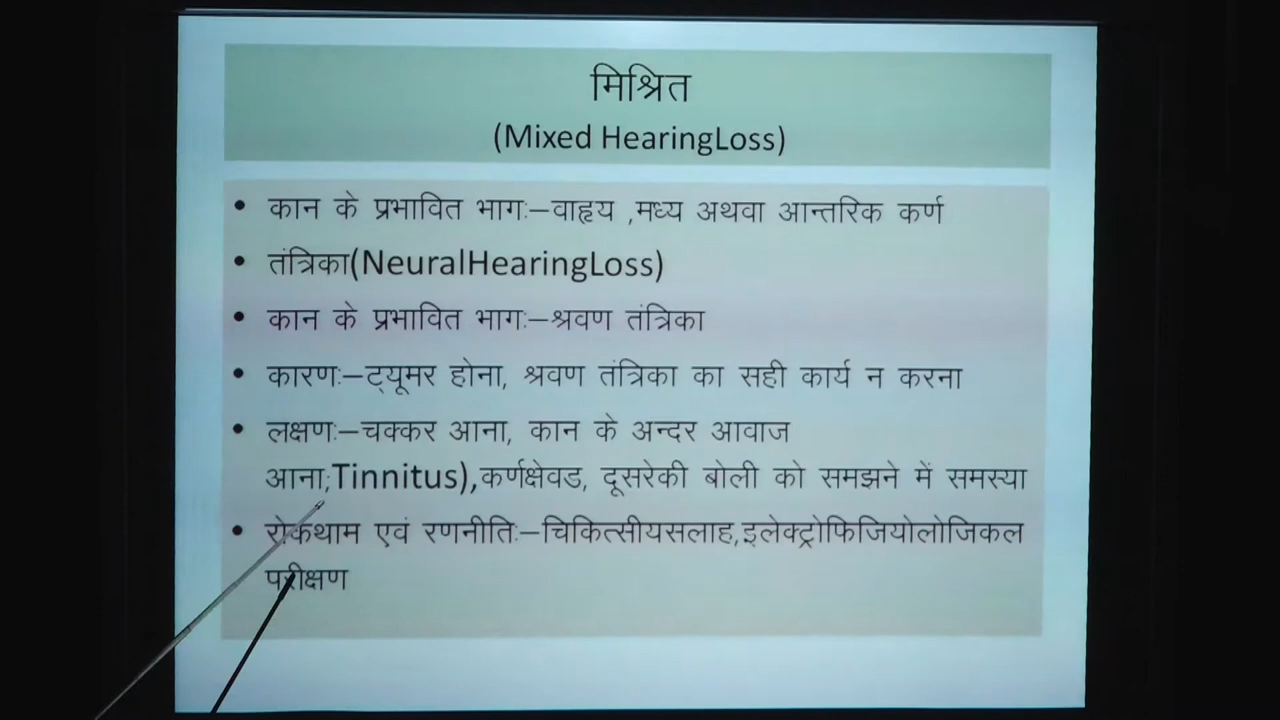 मिश्रित
(Mixed HearingLoss)
• कान के प्रभावित भागः–वाहृय ,मध्य अथवा आन्तरिक कर्ण
• तंत्रिका(NeuralHearingLoss)
• कान के प्रभावित भागः–श्रवण तंत्रिका
• कारणः–ट्यूमर होना, श्रवण तंत्रिका का सही कार्य न करना
• लक्षणः–चक्कर आना, कान के अन्दर आवाज
आना;Tinnitus),कर्णक्षेवड, दूसरेकी बोली को समझने में समस्या
• रोकथाम एवं रणनीतिः–चिकित्सीयसलाह,इलेक्ट्रोफिजियोलोजिकल
परीक्षण